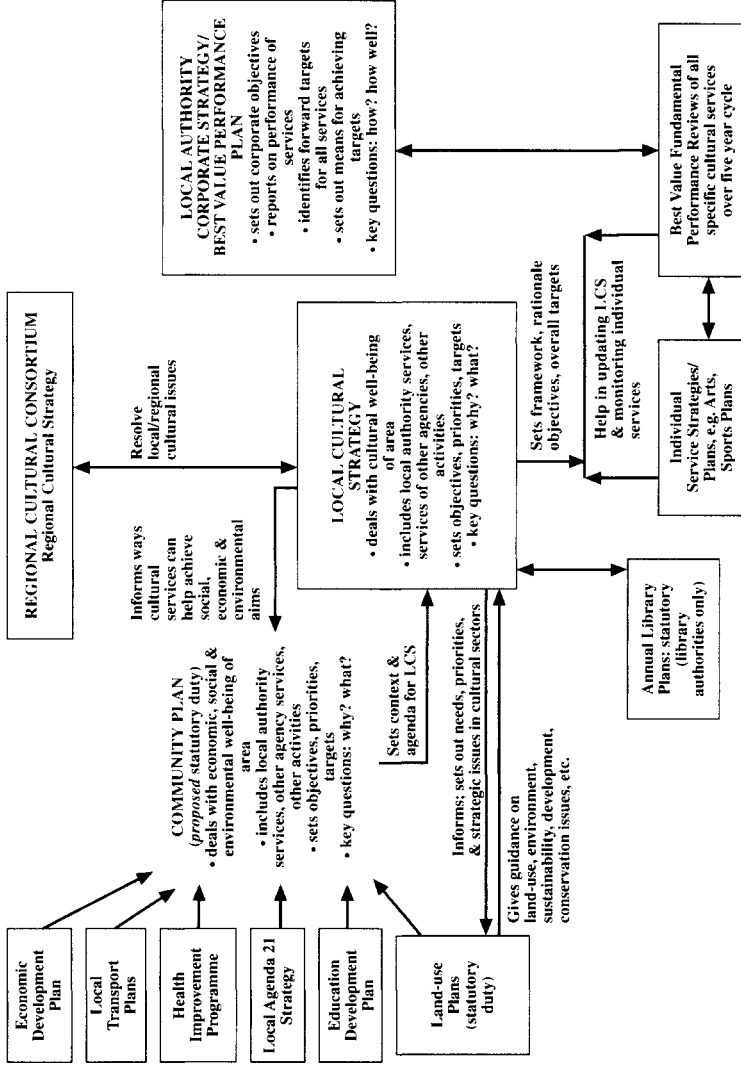 REGIONAL CULTURAL CONSORTIUM
Regional Cultural Strategy
Economic
Development
Plan
Local
Transport
Plans
Health
Improvement
Programme
Local Agenda 21
Strategy
Education
Development
Plan
Land-use
Plans
(statutory
duty)
COMMUNITY PLAN
(proposed statutory duty)
• deals with economic, social &
environmental well-being of
area
• includes local authority
services, other agency services,
other activities
• sets objectives, priorities,
targets
• key questions: why? what?
Informs ways
cultural
services can
help achieve
social,
economic &
environmental
aims
Resolve
local/regional
cultural issues
Sets context &
agenda for LCS
Informs; sets out needs, priorities,
& strategic issues in cultural sectors
Gives guidance on
land-use, environment,
sustainability, development,
conservation issues, etc.
LOCAL CULTURAL
STRATEGY
• deals with cultural well-being
of area
• includes local authority services,
services of other agencies, other
activities
• sets objectives, priorities, targets
• key questions: why? what?
LOCAL AUTHORITY
CORPORATE STRATEGY/
BEST VALUE PERFORMANCE
PLAN
• sets out corporate objectives
• reports on performance of
services
• identifies forward targets
for all services
• sets out means for achieving
targets
• key questions: how? how well?
Sets framework, rationale
objectives, overall targets
Help in updating LCS
& monitoring individual
services
Annual Library
Plans: statutory
(library
authorities only)
Individual
Service Strategies/
Plans, e.g. Arts,
Sports Plans
Best Value Fundamental
Performance Reviews of all
specific cultural services
over five year cycle